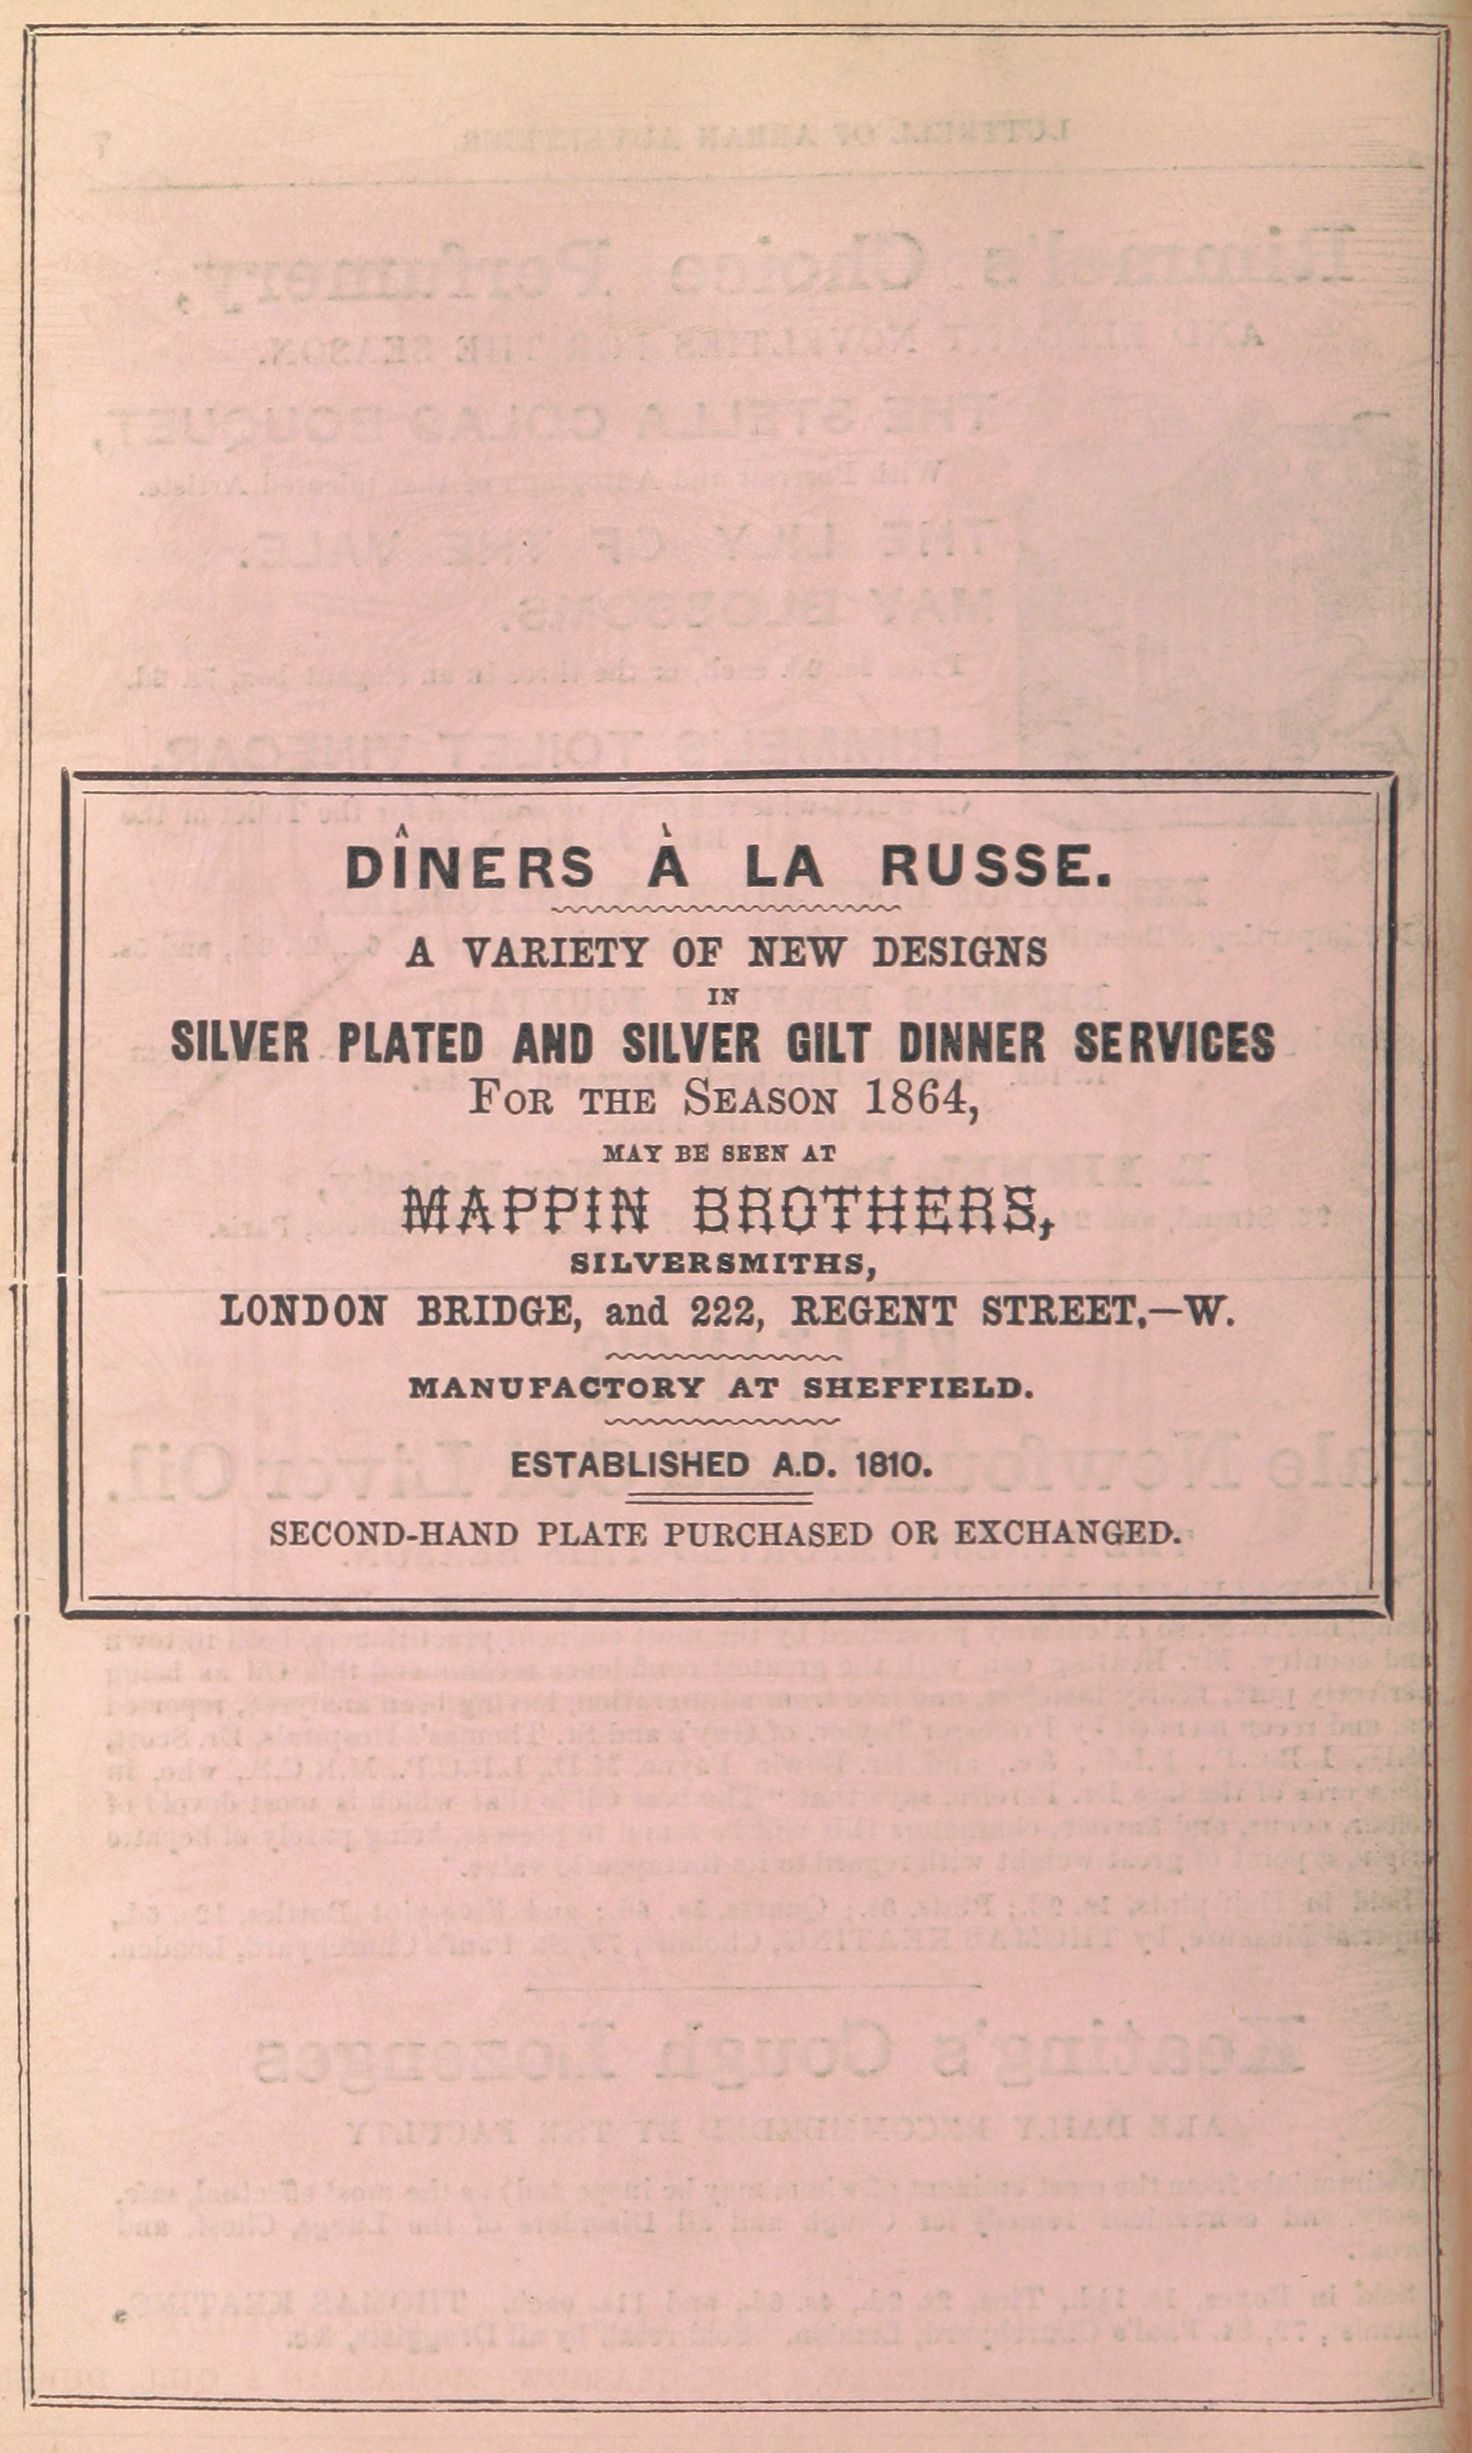 DÎNERS À LA RUSSE.
A VARIETY OF NEW DESIGNS
IN
SILVER PLATED AND SILVER GILT DINNER SERVICES
FOR THE SEASON 1864,
MAY BE SEEN AT
MAPPIN BROTHERS,
SILVERSMITHS,
LONDON BRIDGE, and 222, REGENT STREET,—W.
MANUFACTORY AT SHEFFIELD.
ESTABLISHED A.D. 1810.
SECOND-HAND PLATE PURCHASED OR EXCHANGED.